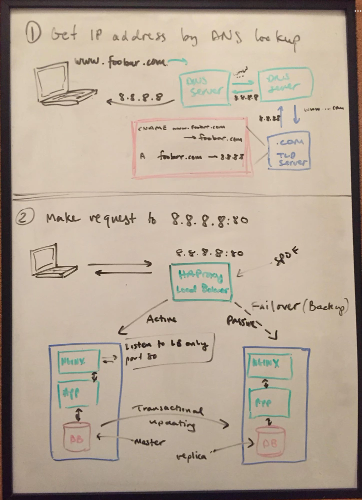 ① Get IP address by DNS lookup
www.foobar.com
DNS
server
DNS
server
8.8.8.8
8.8.8.8
8.8.8.8
www...com
CNAME www.foobar.com
→ foobar.com
A foobar.com → 8.8.8.8
.com
TLD
server
② Make request to 8.8.8.8:80
8.8.8.8:80
SPOF
HAProxy
Load Balancer
Failover (Backup)
Active
Passive
Listen to LB only
port 80
NGINX
NGINX
App
App
Transactional
updating
DB
Master
replica
DB